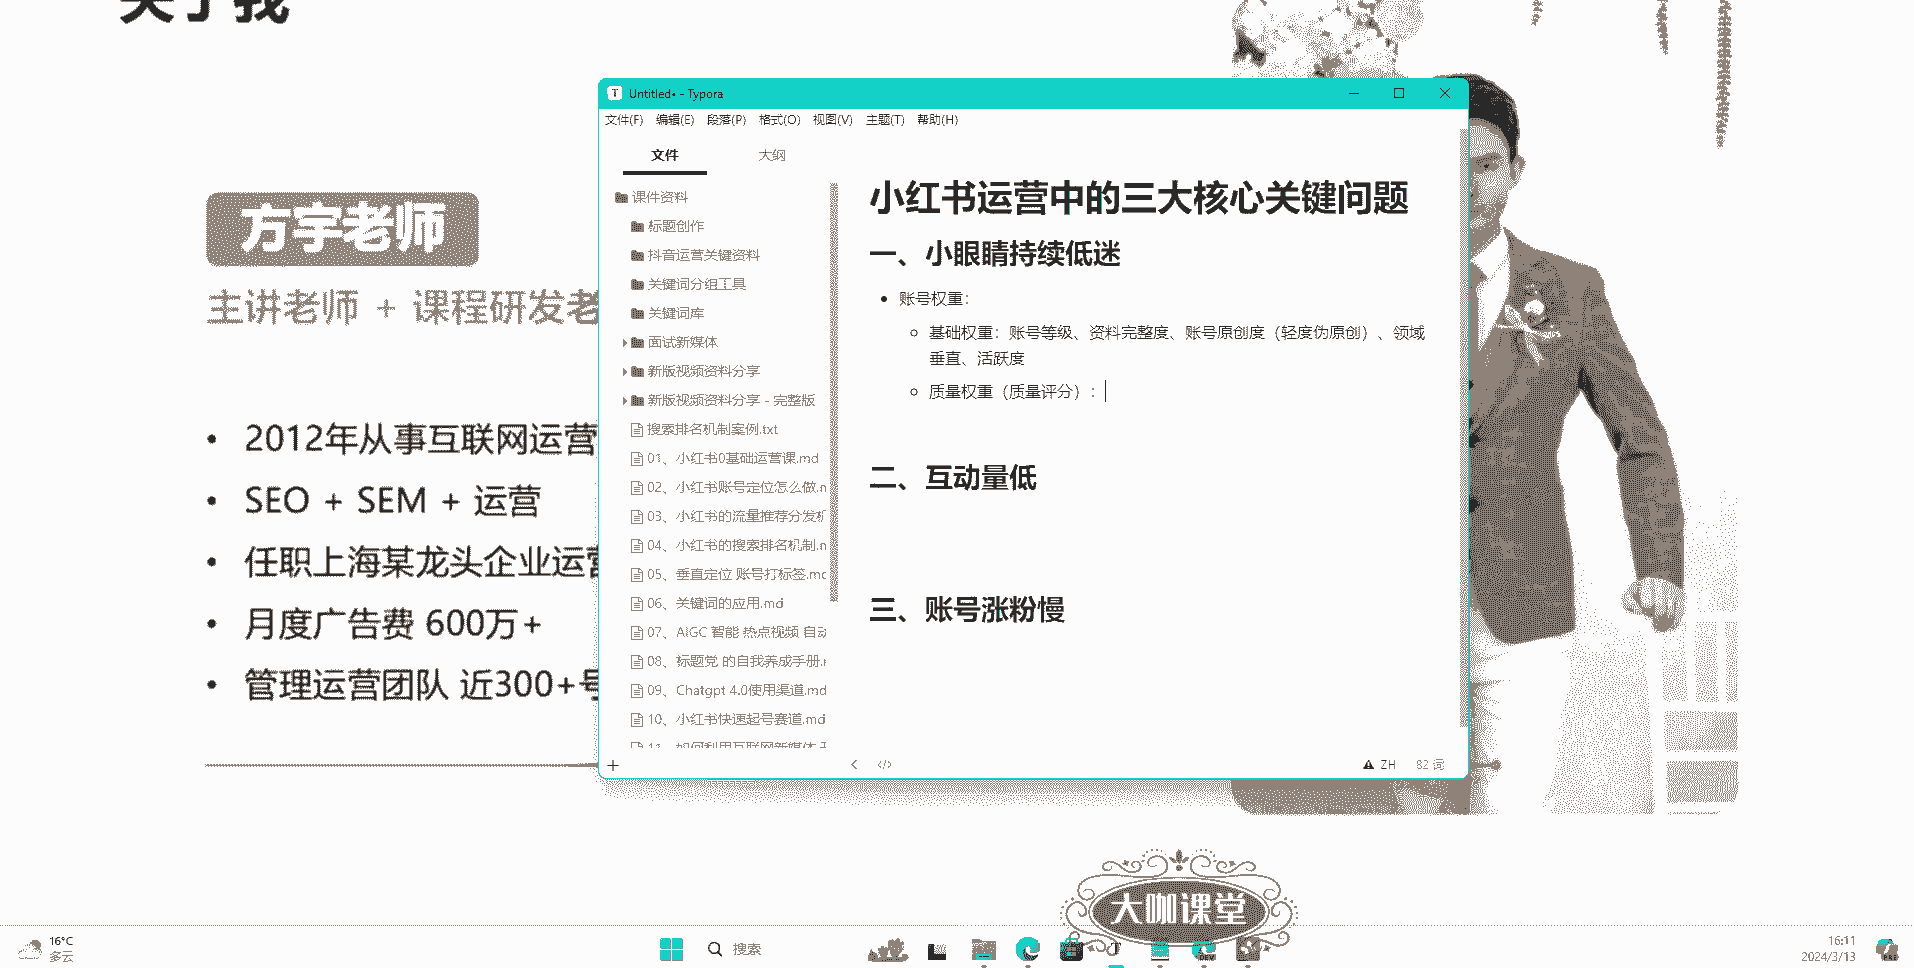 关于我
方宇老师
主讲老师 + 课程研发老
2012年从事互联网运营
SEO + SEM + 运营
任职上海某龙头企业运营
月度广告费 600万+
管理运营团队 近300+号
Untitled• - Typora
文件(F) 编辑(E) 段落(P) 格式(O) 视图(V) 主题(T) 帮助(H)
文件 大纲
课件资料
标题创作
抖音运营关键资料
关键词分组工具
关键词库
面试新媒体
新版视频资料分享
新版视频资料分享 - 完整版
搜索排名机制案例.txt
01、小红书0基础运营课.md
02、小红书账号定位怎么做.m
03、小红书的流量推荐分发机
04、小红书的搜索排名机制.m
05、垂直定位 账号打标签.md
06、关键词的应用.md
07、AIGC 智能 热点视频 自动
08、标题党 的自我养成手册.
09、Chatgpt 4.0使用渠道.md
10、小红书快速起号赛道.md
11、如何利用互联网新媒体
小红书运营中的三大核心关键问题
一、小眼睛持续低迷
账号权重：
基础权重：账号等级、资料完整度、账号原创度（轻度伪原创）、领域
垂直、活跃度
质量权重（质量评分）：
二、互动量低
三、账号涨粉慢
ZH 82 词
大咖课堂
16°C
多云
搜索
16:11
2024/3/13